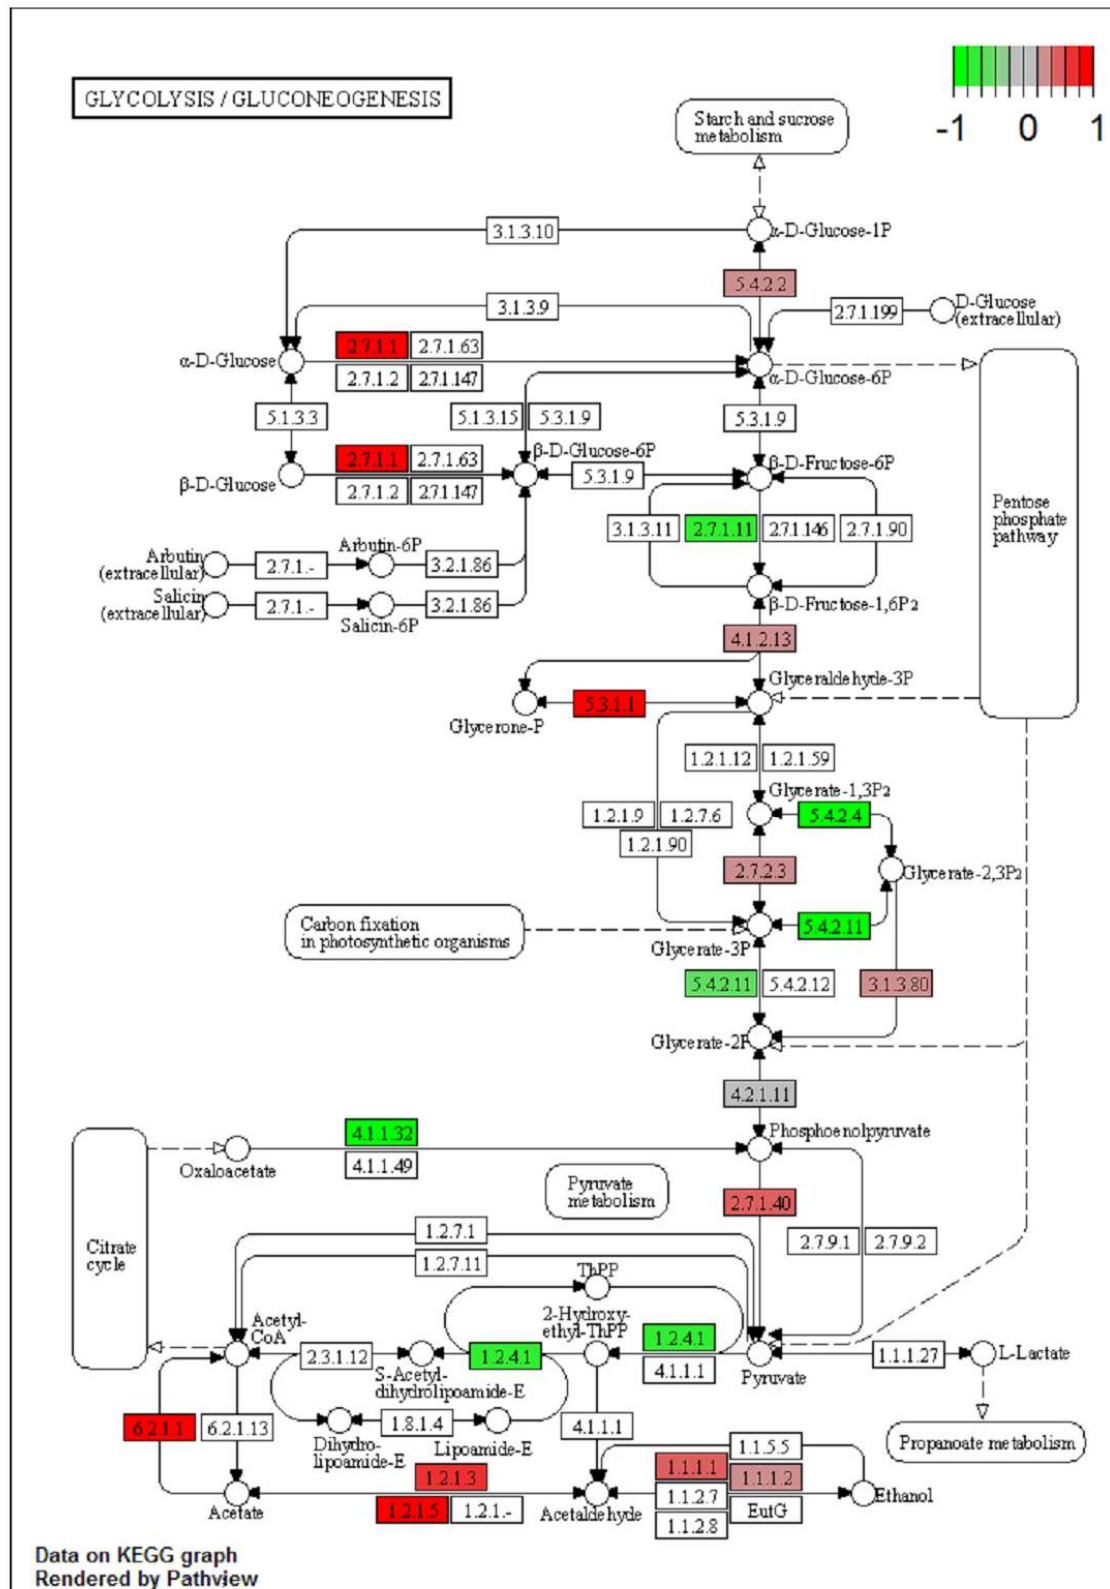 GLYCOLYSIS / GLUCONEOGENESIS
-1 0 1
Starch and sucrose
metabolism
3.1.3.10
α-D-Glucose-1P
5.4.2.2
3.1.3.9
2.7.1.199
D-Glucose
(extracellular)
2.7.1.1 2.7.1.63
α-D-Glucose
2.7.1.2 2.7.1.147
α-D-Glucose-6P
5.1.3.3
5.1.3.15 5.3.1.9
5.3.1.9
2.7.1.1 2.7.1.63
β-D-Glucose-6P
β-D-Fructose-6P
β-D-Glucose
2.7.1.2 2.7.1.147
5.3.1.9
Pentose
phosphate
pathway
3.1.3.11 2.7.1.11 2.7.1.146 2.7.1.90
Arbutin-6P
Arbutin
(extracellular)
2.7.1.- 3.2.1.86
Salicin
(extracellular)
2.7.1.- 3.2.1.86
Salicin-6P
β-D-Fructose-1,6P2
4.1.2.13
Glyceraldehyde-3P
5.3.1.1
Glycerone-P
1.2.1.12 1.2.1.59
Glycerate-1,3P2
1.2.1.9 1.2.7.6
1.2.1.90
5.4.2.4
2.7.2.3
Glycerate-2,3P2
Carbon fixation
in photosynthetic organisms
5.4.2.11
Glycerate-3P
5.4.2.11 5.4.2.12 3.1.3.80
Glycerate-2P
4.2.1.11
4.1.1.32
Phosphoenolpyruvate
Oxaloacetate
4.1.1.49
Pyruvate
metabolism
2.7.1.40
Citrate
cycle
1.2.7.1
2.7.9.1 2.7.9.2
1.2.7.11
ThPP
Acetyl-
CoA
2-Hydroxy-
ethyl-ThPP
1.2.4.1
2.3.1.12
1.2.4.1
4.1.1.1
1.1.1.27
L-Lactate
S-Acetyl-
dihydrolipoamide-E
Pyruvate
6.2.1.1 6.2.1.13
1.8.1.4
4.1.1.1
Dihydro-
lipoamide-E
Lipoamide-E
Propanoate metabolism
1.1.5.5
1.2.1.3
1.1.1.1 1.1.1.2
Acetate
1.2.1.5 1.2.1.-
Acetaldehyde
1.1.2.7 EutG
1.1.2.8
Ethanol
Data on KEGG graph
Rendered by Pathview